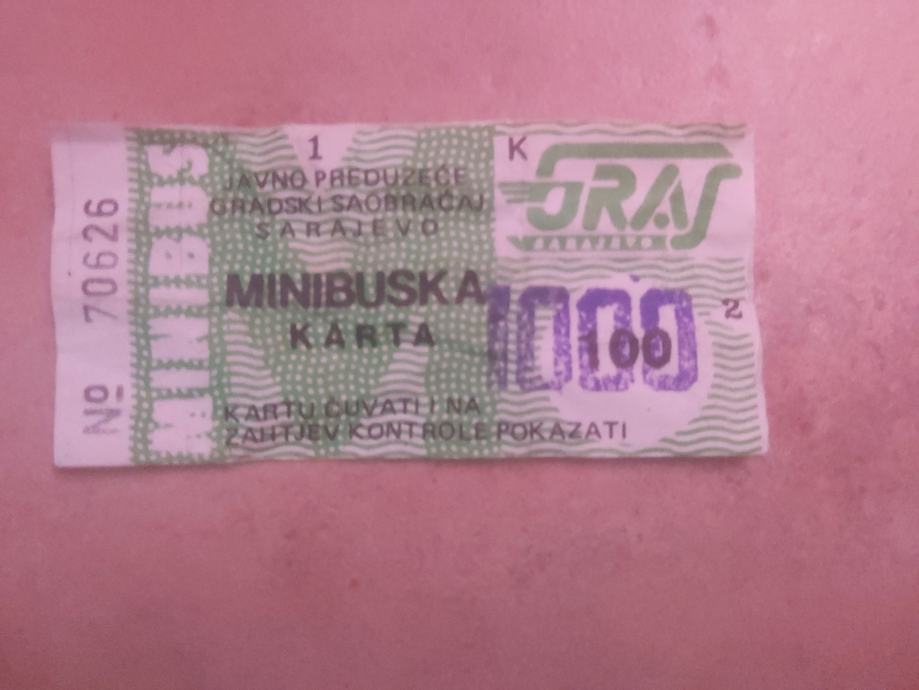 No 70626
MINIBUS
1
JAVNO PREDUZEĆE
GRADSKI SAOBRAĆAJ
SARAJEVO
MINIBUSKA
KARTA
KARTU ČUVATI I NA
ZAHTJEV KONTROLE POKAZATI
K
GRAS
SARAJEVO
1000
100
2